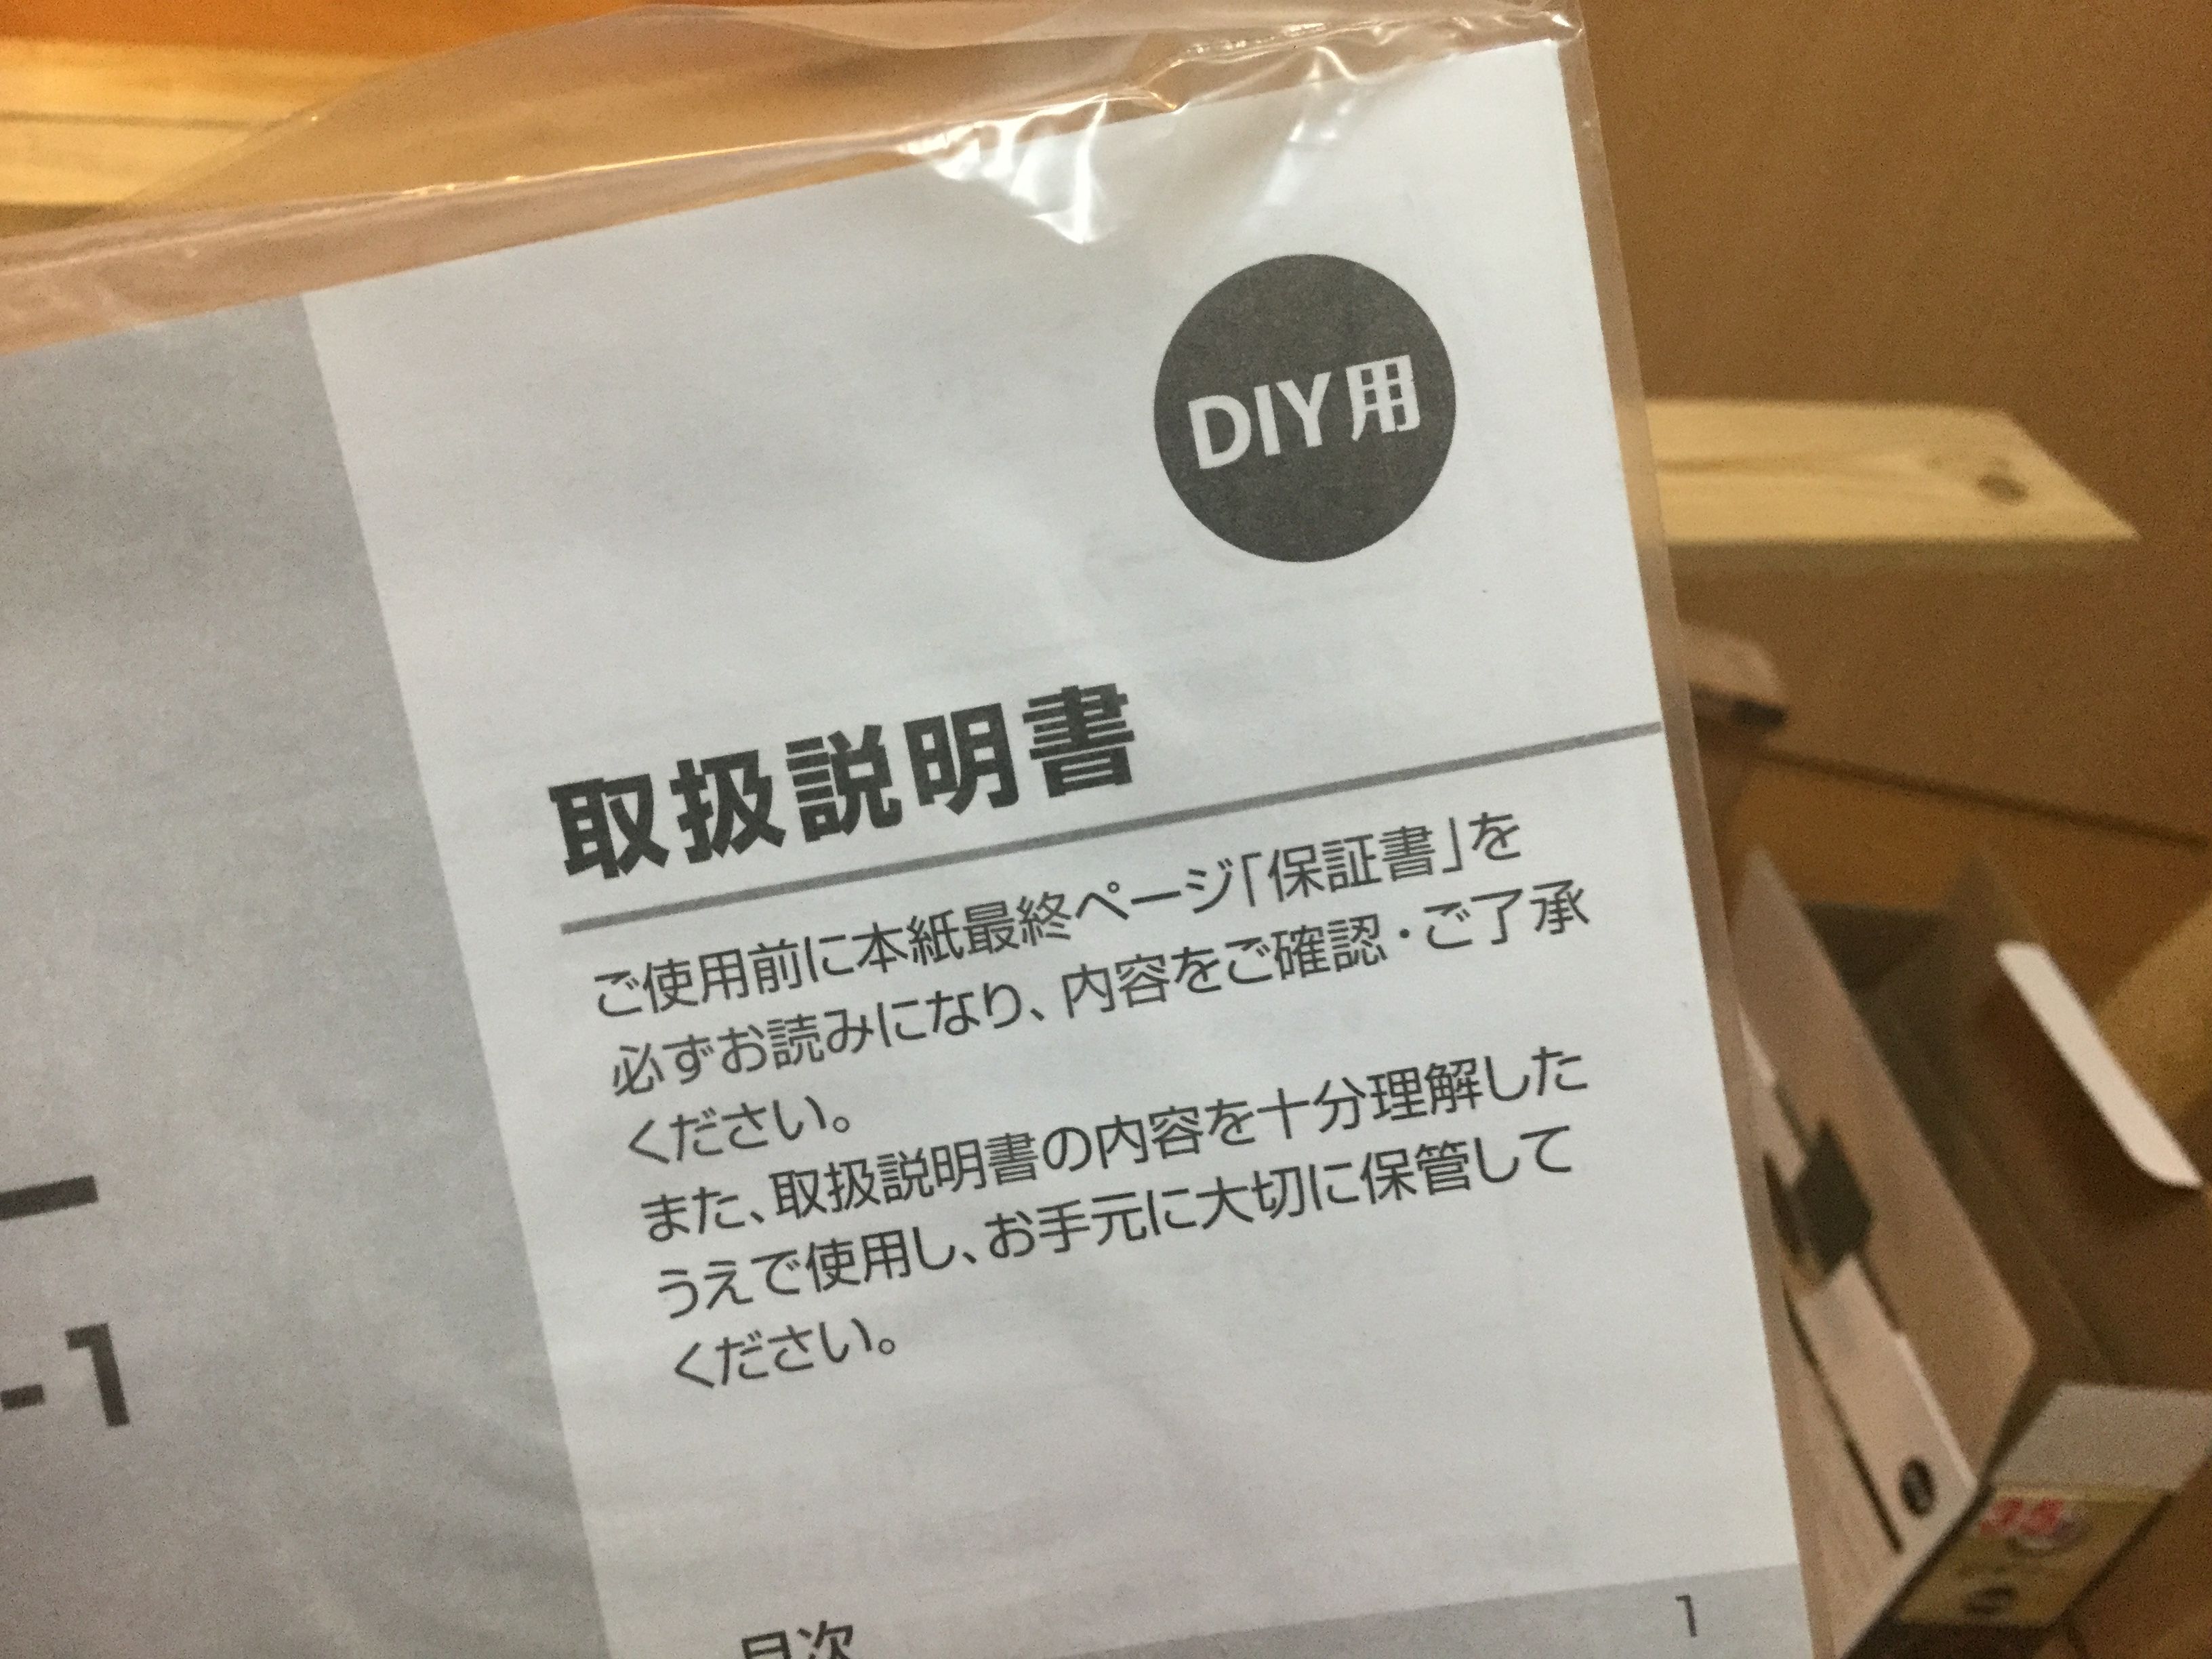 DIY用
取扱説明書
ご使用前に本紙最終ページ「保証書」を
必ずお読みになり、内容をご確認・ご了承
ください。
また、取扱説明書の内容を十分理解した
うえで使用し、お手元に大切に保管して
ください。
ー
-1
目次
1